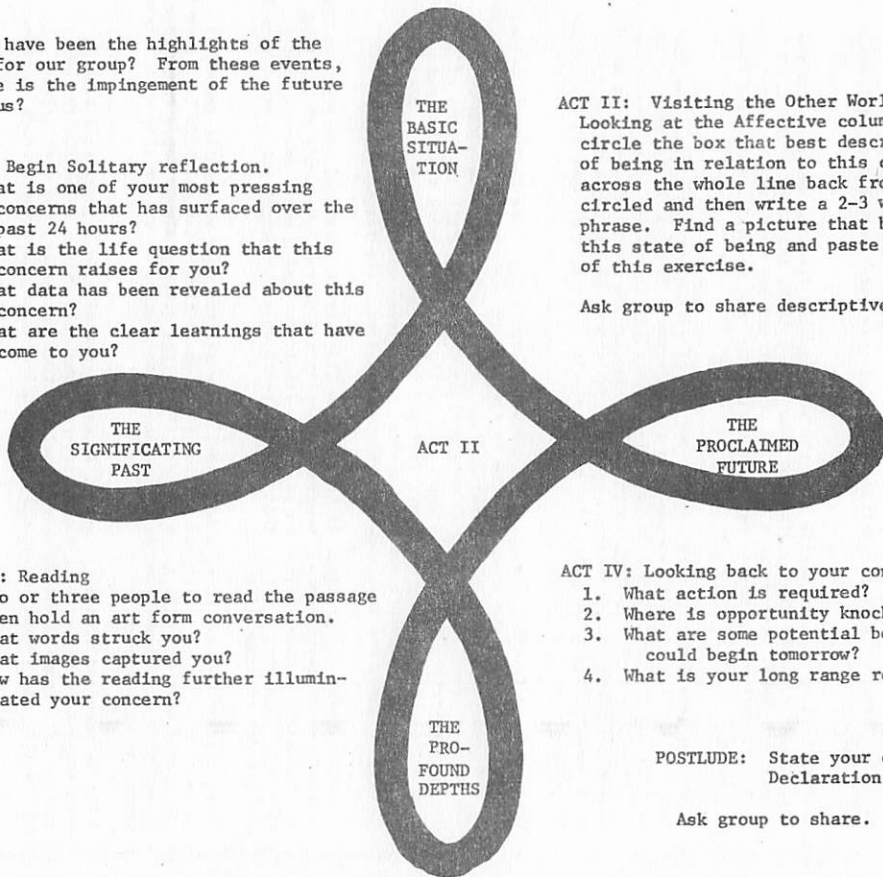 have been the highlights of the
for our group? From these events,
is the impingement of the future
us?
Begin Solitary reflection.
is one of your most pressing
concerns that has surfaced over the
past 24 hours?
is the life question that this
concern raises for you?
data has been revealed about this
concern?
are the clear learnings that have
come to you?
THE
BASIC
SITUA-
TION
ACT II: Visiting the Other Worl
Looking at the Affective colum
circle the box that best descr
of being in relation to this c
across the whole line back fro
circled and then write a 2-3 w
phrase. Find a picture that b
this state of being and paste
of this exercise.
Ask group to share descriptive
THE
SIGNIFICATING
PAST
ACT II
THE
PROCLAIMED
FUTURE
: Reading
or three people to read the passage
hold an art form conversation.
words struck you?
images captured you?
has the reading further illumin-
ated your concern?
THE
PRO-
FOUND
DEPTHS
ACT IV: Looking back to your con
1. What action is required?
2. Where is opportunity knoc
3. What are some potential be
could begin tomorrow?
4. What is your long range re
POSTLUDE: State your
Declaration
Ask group to share.